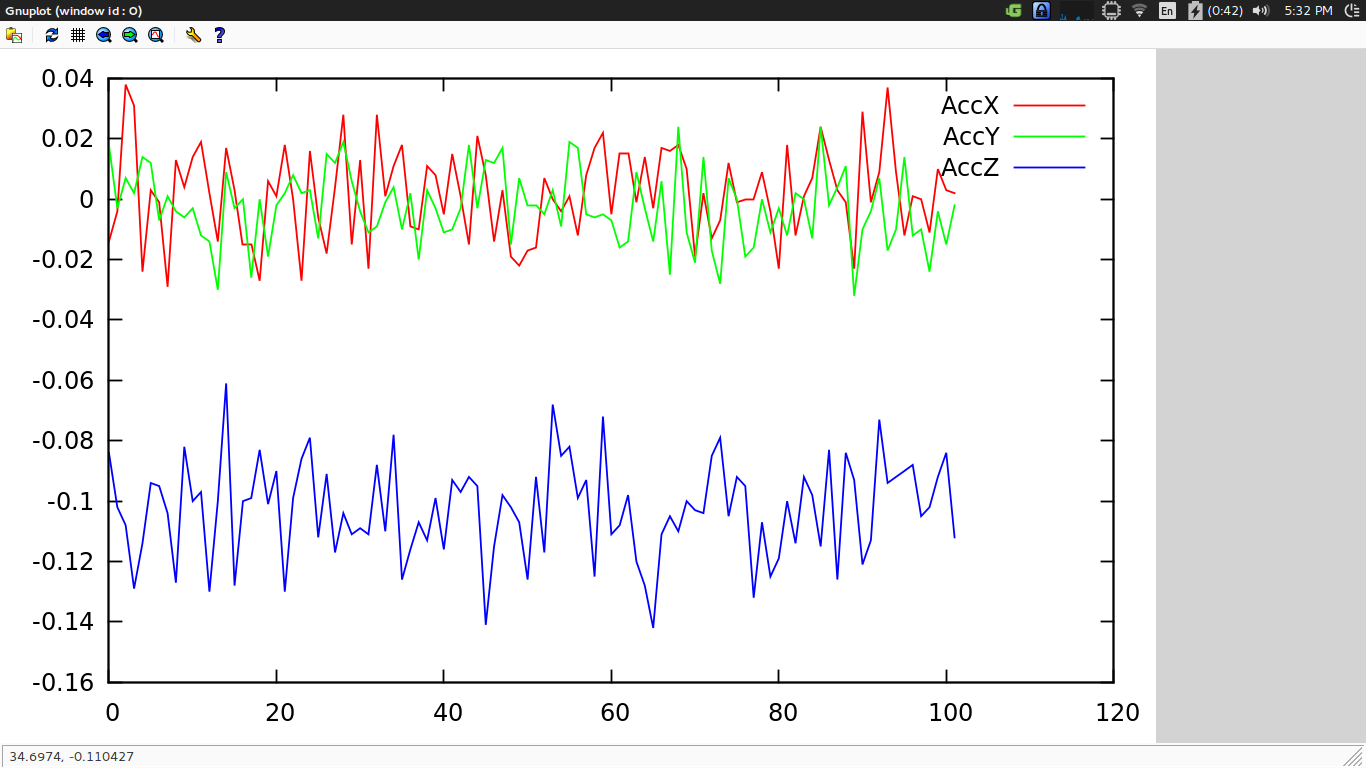 Gnuplot (window id : 0)
En
(0:42)
5:32 PM
0.04
0.02
0
-0.02
-0.04
-0.06
-0.08
-0.1
-0.12
-0.14
-0.16
AccX
AccY
AccZ
0 20 40 60 80 100 120
34.6974, -0.110427